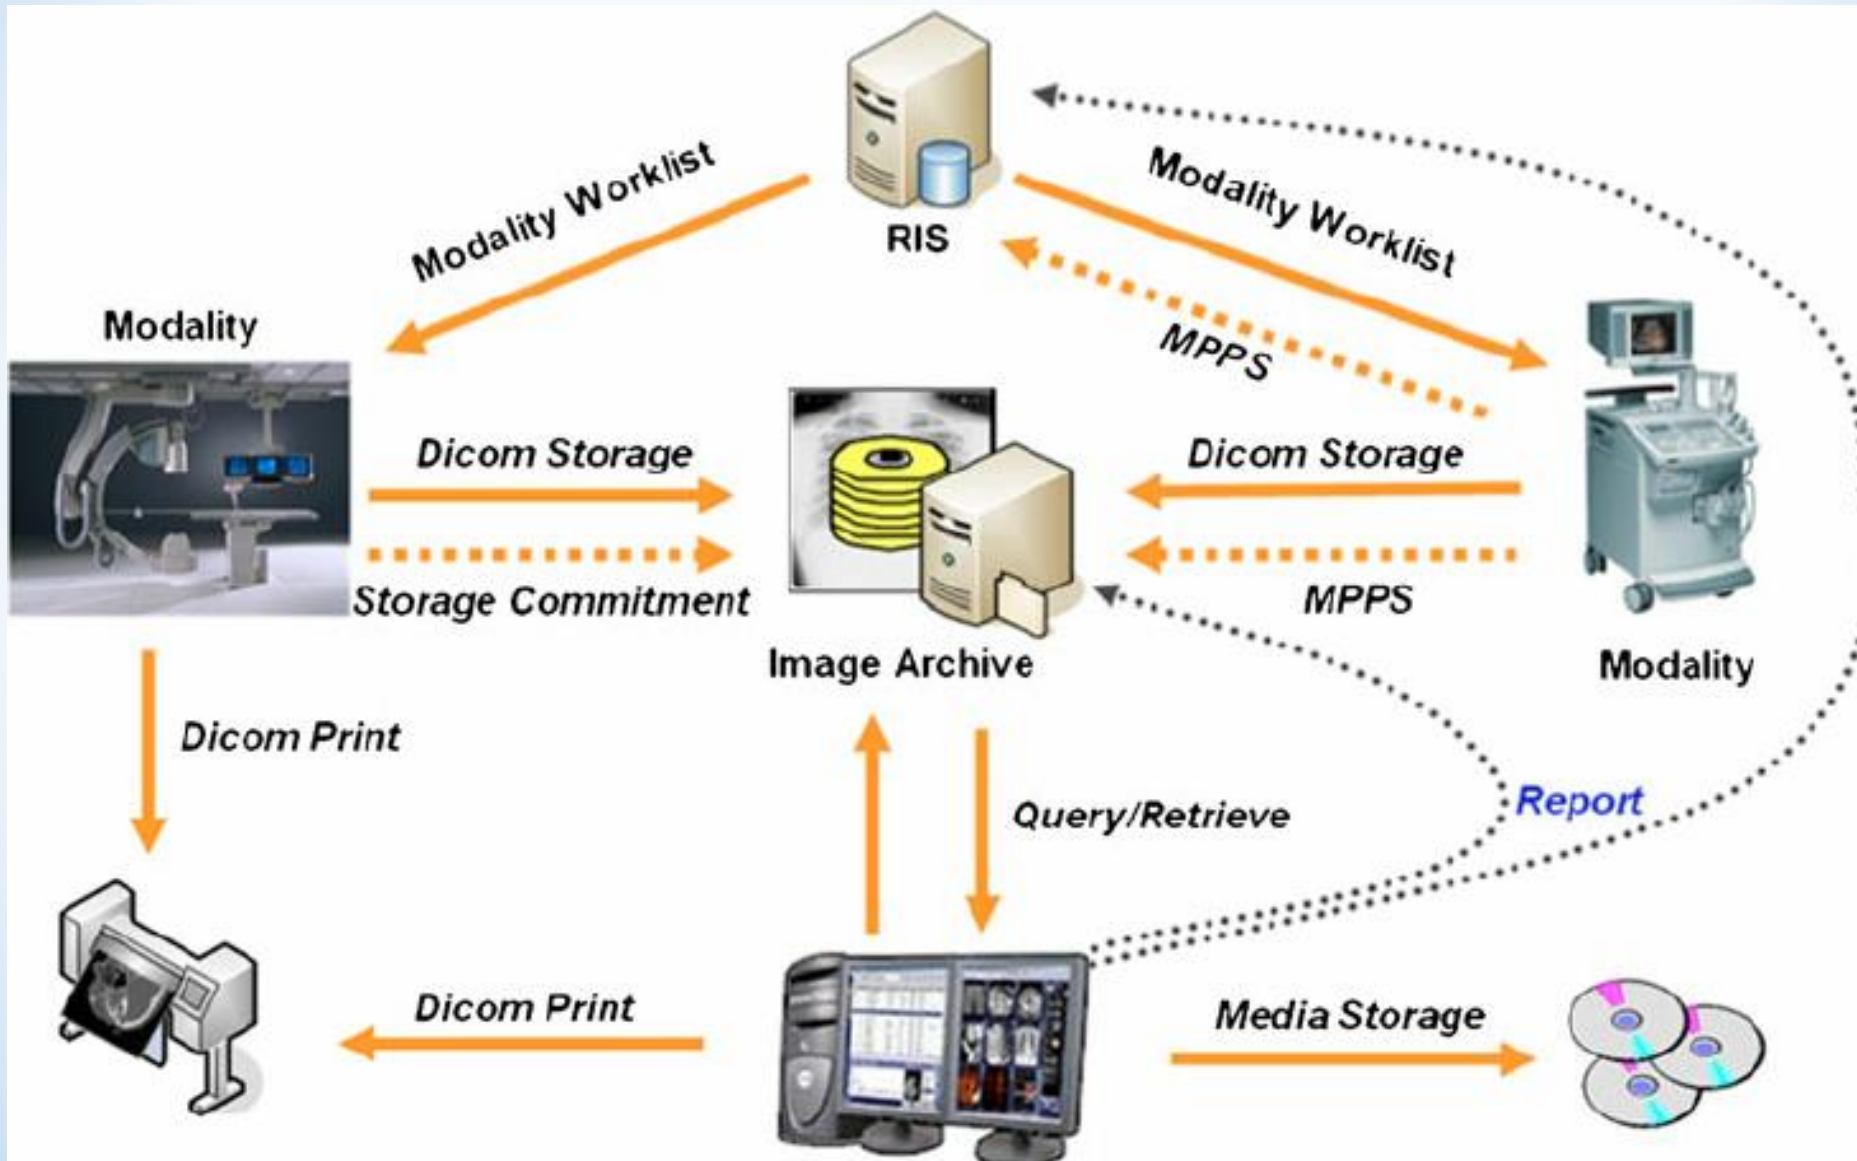 Modality Worklist
Modality Worklist
RIS
MPPS
Modality
Dicom Storage
Dicom Storage
Storage Commitment
MPPS
Image Archive
Modality
Dicom Print
Query/Retrieve
Report
Dicom Print
Media Storage